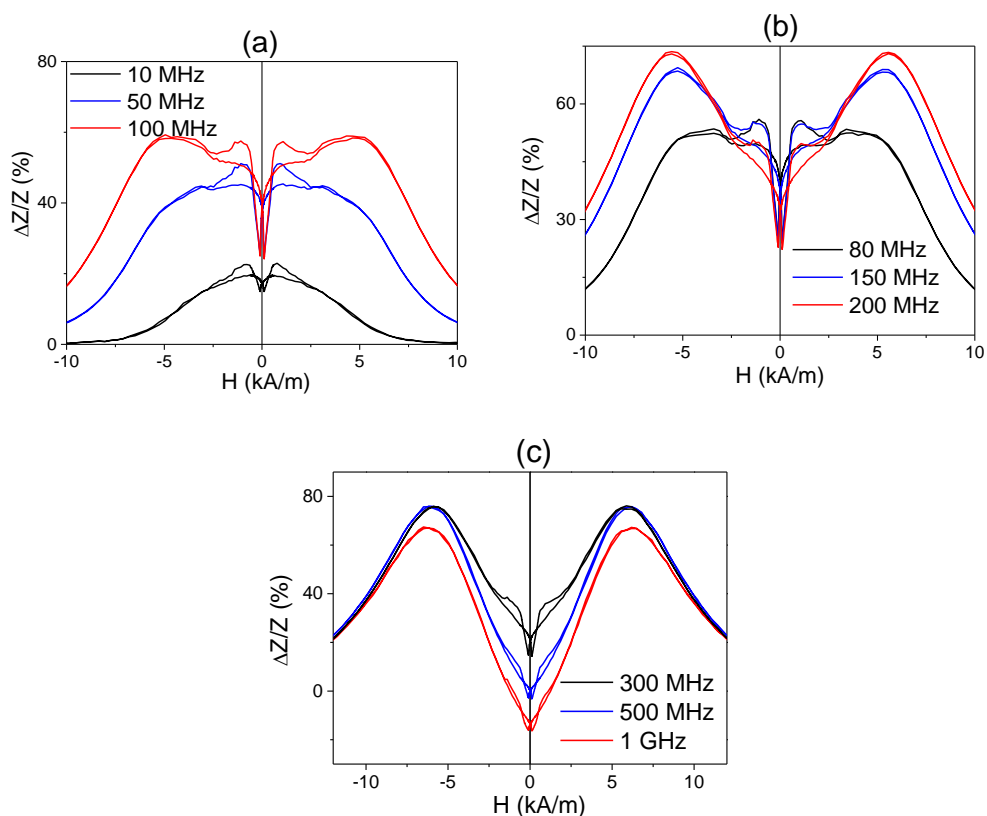 (a)
80
40
0
ΔZ/Z (%)
10 MHz
50 MHz
100 MHz
-10 -5 0 5 10
H (kA/m)
(b)
60
30
0
ΔZ/Z (%)
80 MHz
150 MHz
200 MHz
-10 -5 0 5 10
H (kA/m)
(c)
80
40
0
ΔZ/Z (%)
300 MHz
500 MHz
1 GHz
-10 -5 0 5 10
H (kA/m)